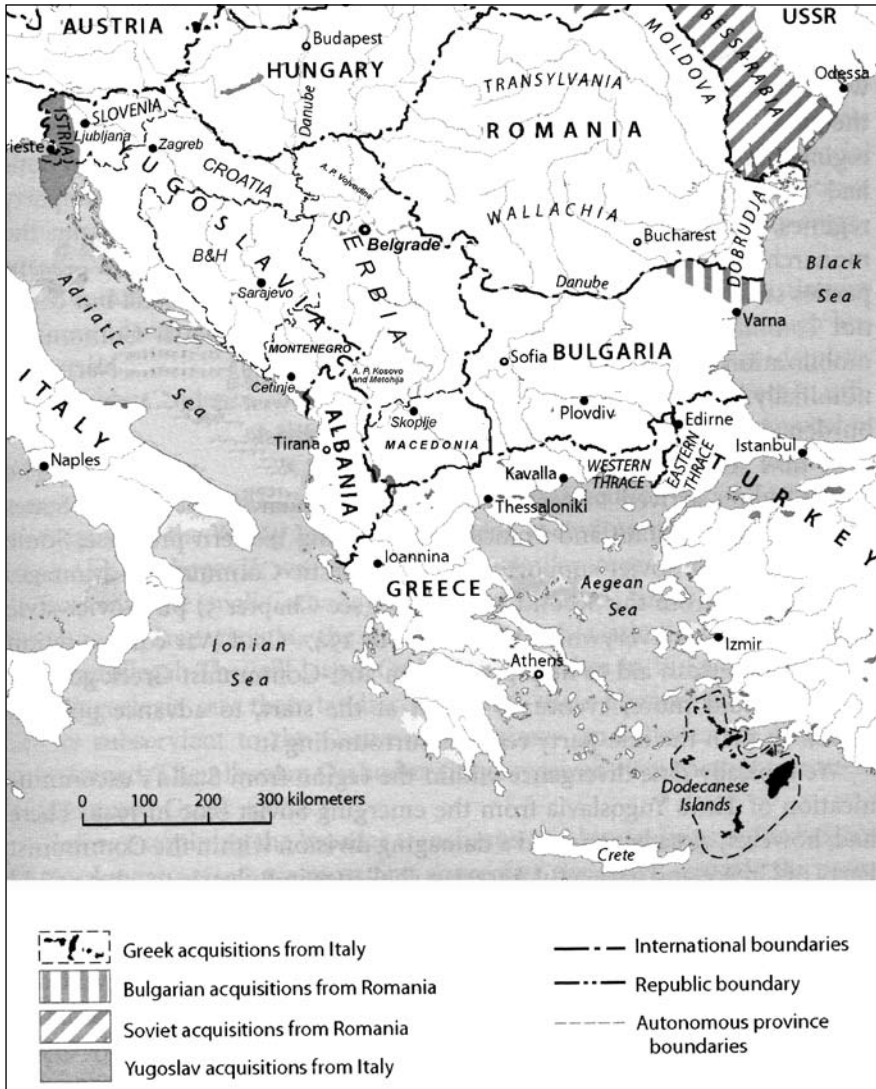 AUSTRIA
Budapest
HUNGARY
Danube
TRANSYLVANIA
MOLDOVA
BESSARABIA
USSR
Odessa
SLOVENIA
Ljubljana
ISTRIA
rieste
Zagreb
CROATIA
A. P. Vojvodina
ROMANIA
YUGOSLAVIA
SERBIA
Belgrade
WALLACHIA
Bucharest
DOBRUDJA
B&H
Sarajevo
Danube
Black
Sea
Varna
Adriatic
Sea
MONTENEGRO
Cetinje
A. P. Kosovo
and Metohija
Sofia
BULGARIA
Plovdiv
Edirne
Istanbul
ITALY
Naples
Tirana
ALBANIA
Skoplje
MACEDONIA
Kavalla
WESTERN
THRACE
EASTERN
THRACE
TURKEY
Thessaloniki
Ioannina
GREECE
Aegean
Sea
Izmir
Ionian
Sea
Athens
Dodecanese
Islands
Crete
0 100 200 300 kilometers
Greek acquisitions from Italy
Bulgarian acquisitions from Romania
Soviet acquisitions from Romania
Yugoslav acquisitions from Italy
International boundaries
Republic boundary
Autonomous province
boundaries